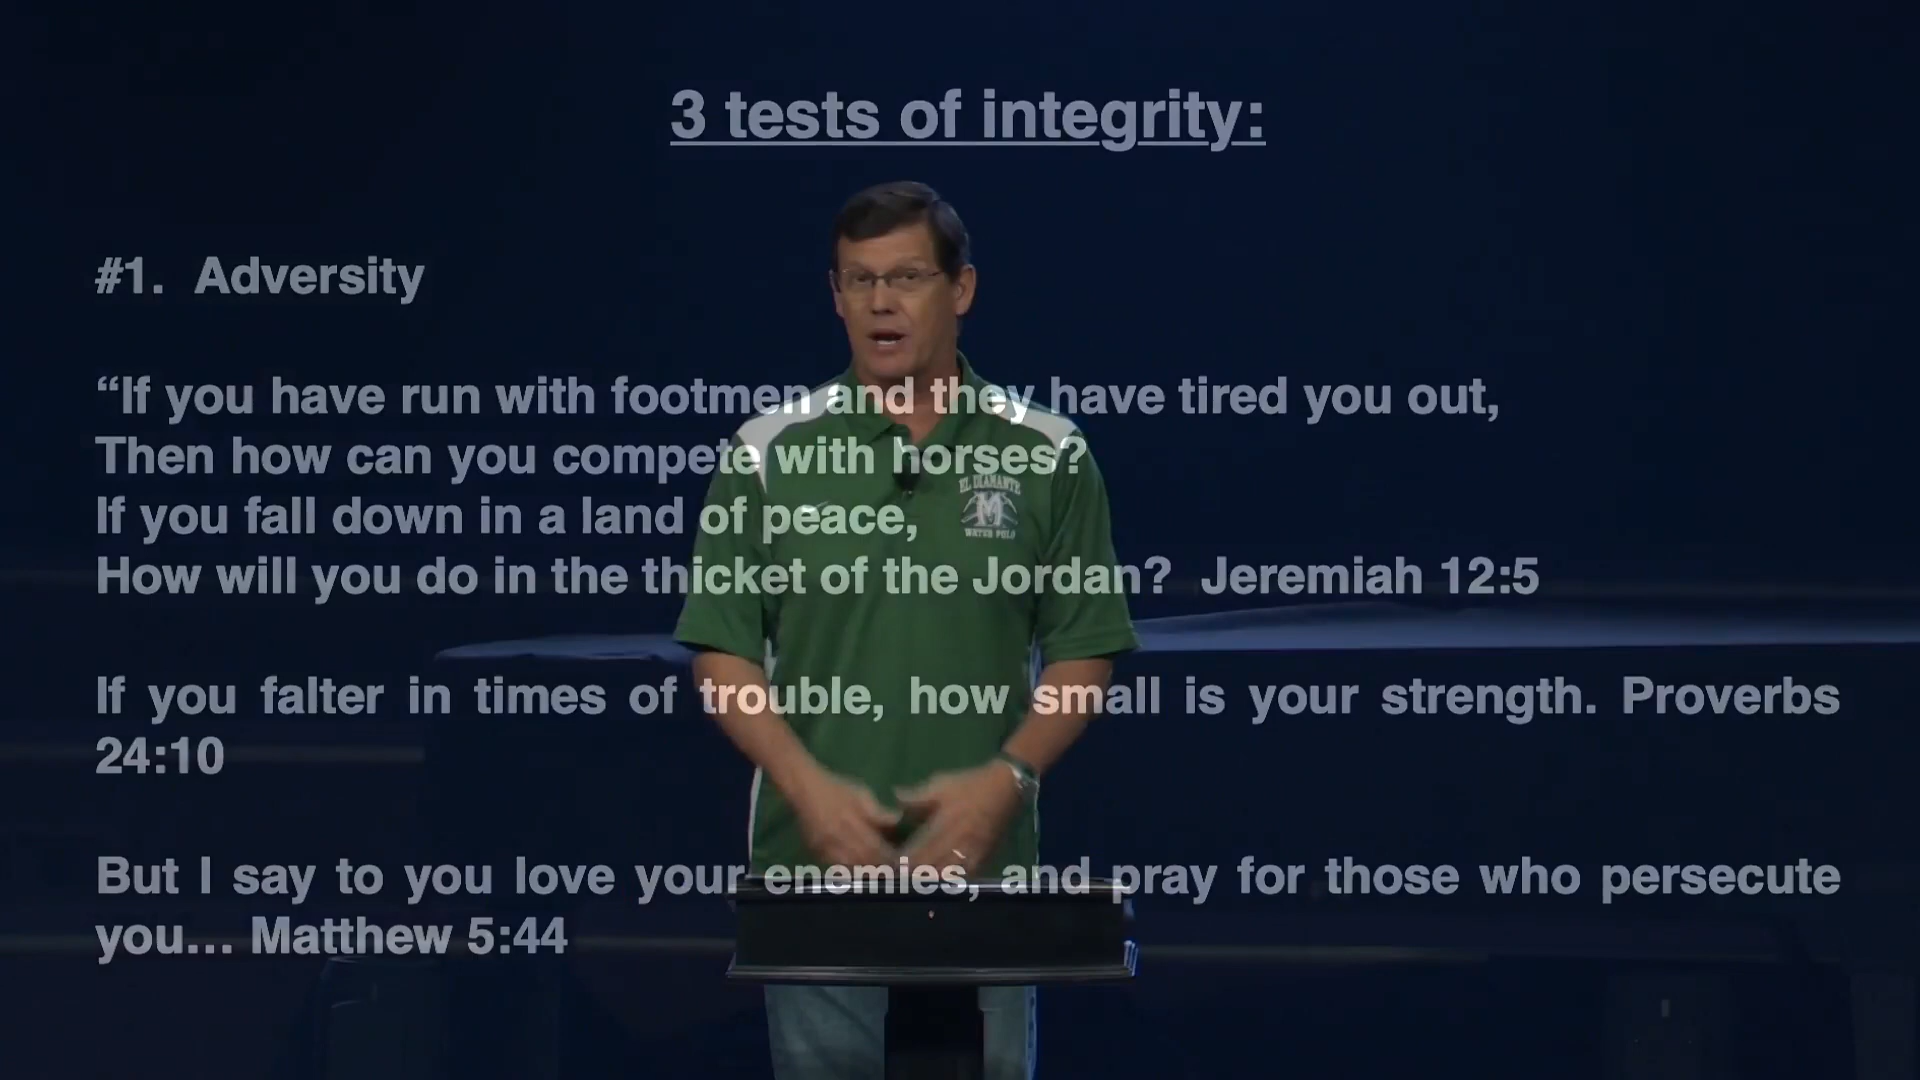 3 tests of integrity:
#1. Adversity
“If you have run with footmen and they have tired you out,
Then how can you compete with horses?
If you fall down in a land of peace,
How will you do in the thicket of the Jordan? Jeremiah 12:5
If you falter in times of trouble, how small is your strength. Proverbs
24:10
But I say to you love your enemies, and pray for those who persecute
you... Matthew 5:44
EL DIAMANTE
M
WATER POLO